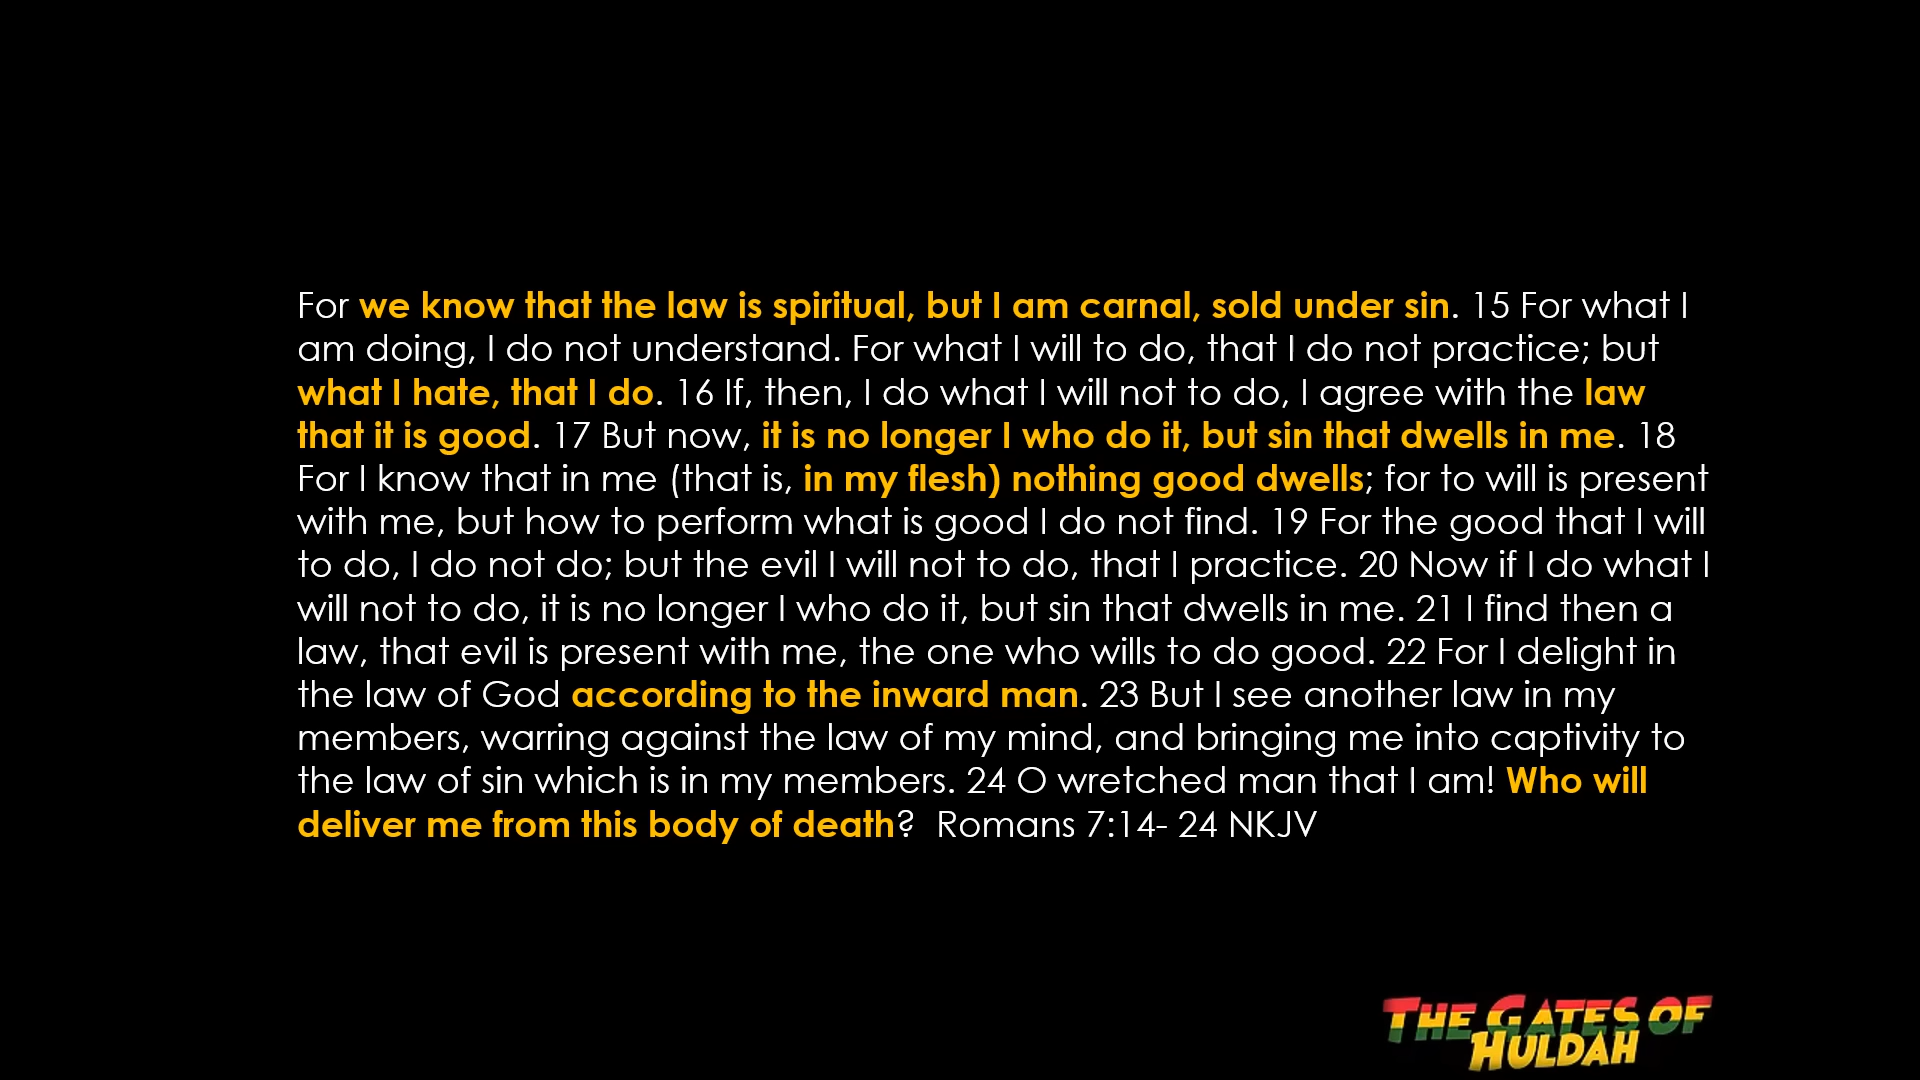 For we know that the law is spiritual, but I am carnal, sold under sin. 15 For what I
am doing, I do not understand. For what I will to do, that I do not practice; but
what I hate, that I do. 16 If, then, I do what I will not to do, I agree with the law
that it is good. 17 But now, it is no longer I who do it, but sin that dwells in me. 18
For I know that in me (that is, in my flesh) nothing good dwells; for to will is present
with me, but how to perform what is good I do not find. 19 For the good that I will
to do, I do not do; but the evil I will not to do, that I practice. 20 Now if I do what I
will not to do, it is no longer I who do it, but sin that dwells in me. 21 I find then a
law, that evil is present with me, the one who wills to do good. 22 For I delight in
the law of God according to the inward man. 23 But I see another law in my
members, warring against the law of my mind, and bringing me into captivity to
the law of sin which is in my members. 24 O wretched man that I am! Who will
deliver me from this body of death?  Romans 7:14- 24 NKJV
THE GATES OF
HULDAH